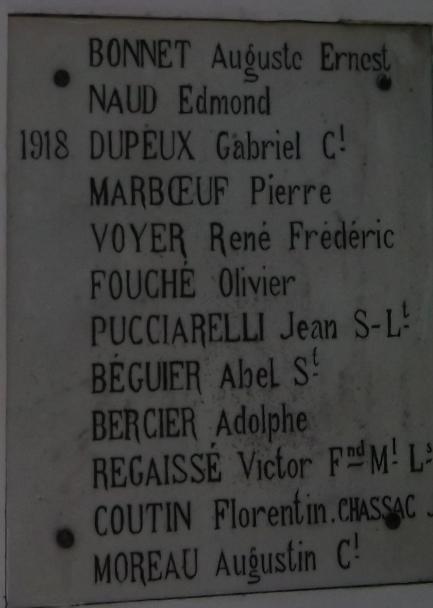 BONNET Auguste Ernest
NAUD Edmond
1918 DUPEUX Gabriel Cl
MARBŒUF Pierre
VOYER René Frédéric
FOUCHÉ Olivier
PUCCIARELLI Jean S-Lt
BÉGUIER Abel St
BERCIER Adolphe
REGAISSÉ Victor Fnd Ml Ls
COUTIN Florentin. CHASSAC
MOREAU Augustin Cl